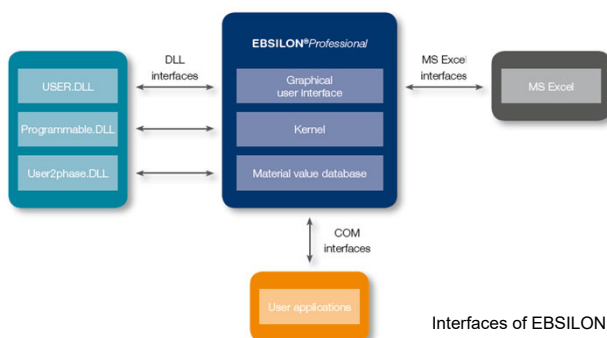 DLL
interfaces
EBSILON®Professional
MS Excel
interfaces
USER.DLL
Graphical
user interface
MS Excel
Programmable.DLL
Kernel
User2phase.DLL
Material value database
COM
interfaces
User applications
Interfaces of EBSILON